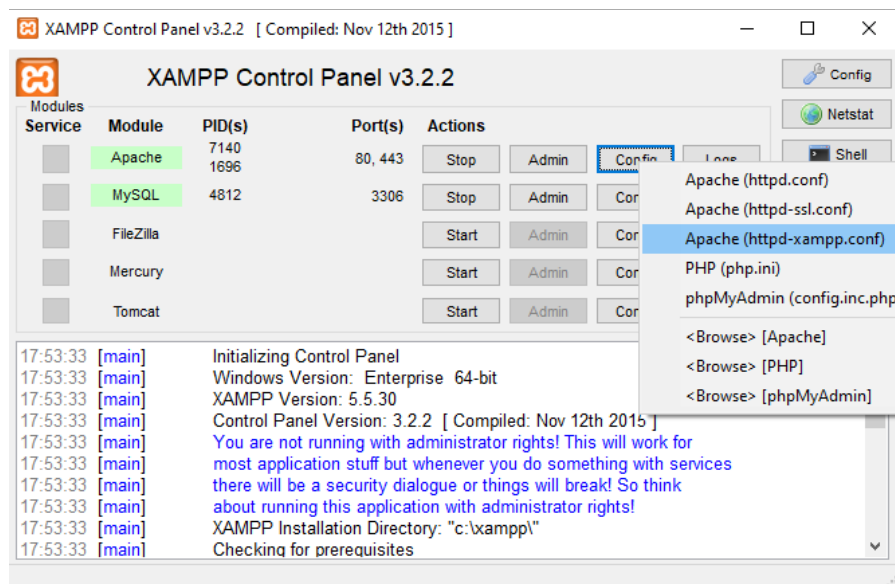 XAMPP Control Panel v3.2.2 [ Compiled: Nov 12th 2015 ]
XAMPP Control Panel v3.2.2
Config
Netstat
Shell
Modules
Service Module PID(s) Port(s) Actions
Apache 7140 1696 80, 443 Stop Admin Config Logs
MySQL 4812 3306 Stop Admin Con
FileZilla Start Admin Con
Mercury Start Admin Con
Tomcat Start Admin Con
Apache (httpd.conf)
Apache (httpd-ssl.conf)
Apache (httpd-xampp.conf)
PHP (php.ini)
phpMyAdmin (config.inc.php
<Browse> [Apache]
<Browse> [PHP]
<Browse> [phpMyAdmin]
17:53:33 [main] Initializing Control Panel
17:53:33 [main] Windows Version: Enterprise 64-bit
17:53:33 [main] XAMPP Version: 5.5.30
17:53:33 [main] Control Panel Version: 3.2.2 [ Compiled: Nov 12th 2015 ]
17:53:33 [main] You are not running with administrator rights! This will work for
17:53:33 [main] most application stuff but whenever you do something with services
17:53:33 [main] there will be a security dialogue or things will break! So think
17:53:33 [main] about running this application with administrator rights!
17:53:33 [main] XAMPP Installation Directory: "c:\xampp\"
17:53:33 [main] Checking for prerequisites